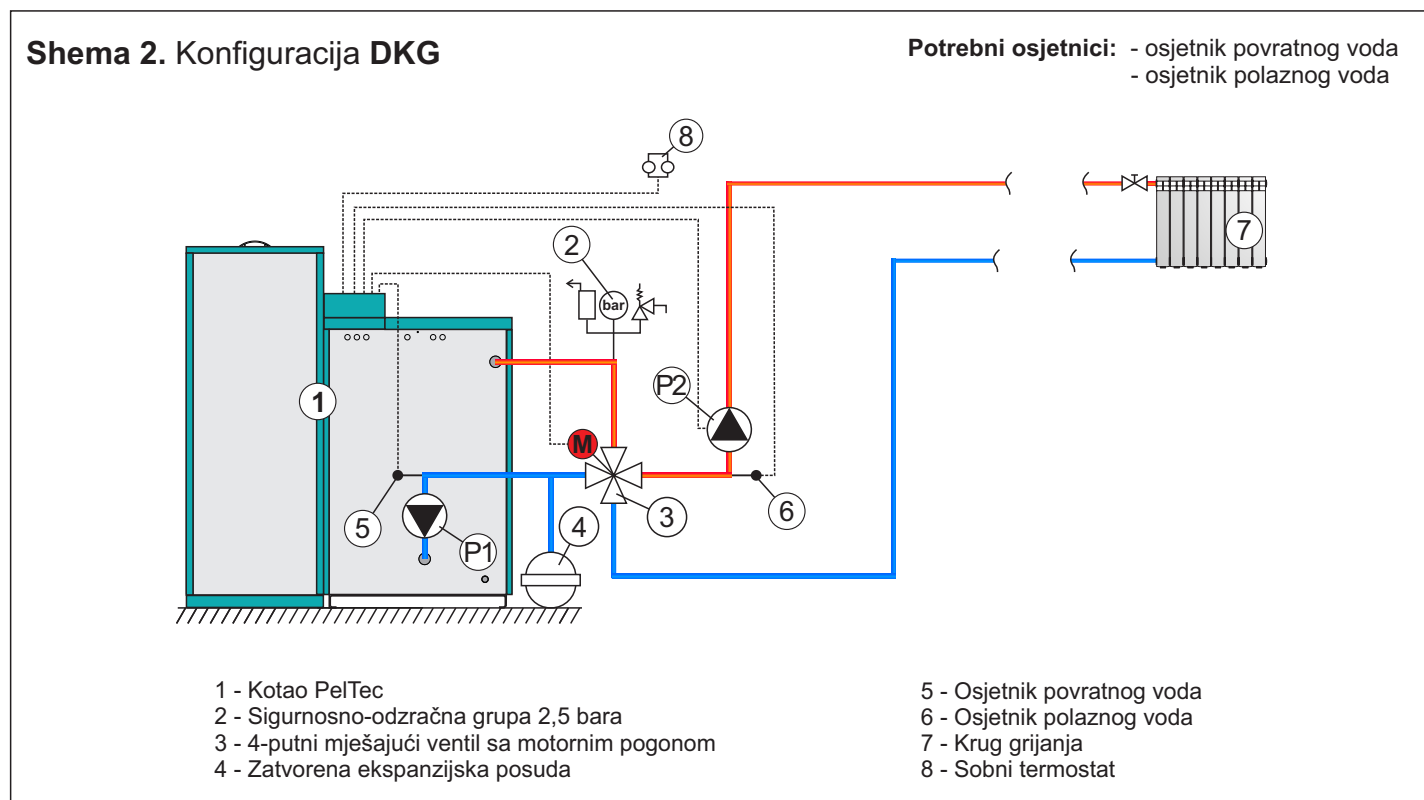 Shema 2. Konfiguracija DKG
Potrebni osjetnici: - osjetnik povratnog voda
- osjetnik polaznog voda
8
2
7
bar
1
P2
M
5
P1
4
3
6
1 - Kotao PelTec
2 - Sigurnosno-odzračna grupa 2,5 bara
3 - 4-putni mješajući ventil sa motornim pogonom
4 - Zatvorena ekspanzijska posuda
5 - Osjetnik povratnog voda
6 - Osjetnik polaznog voda
7 - Krug grijanja
8 - Sobni termostat